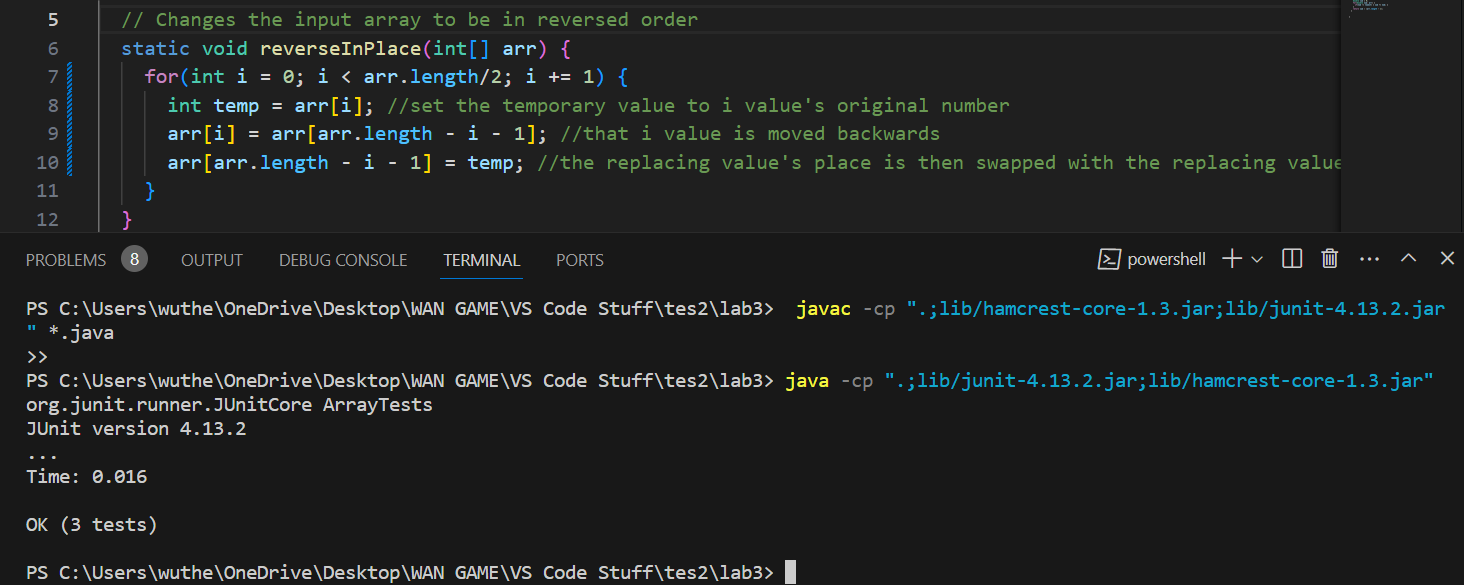 5 // Changes the input array to be in reversed order
6 static void reverseInPlace(int[] arr) {
7 for(int i = 0; i < arr.length/2; i += 1) {
8 int temp = arr[i]; //set the temporary value to i value's original number
9 arr[i] = arr[arr.length - i - 1]; //that i value is moved backwards
10 arr[arr.length - i - 1] = temp; //the replacing value's place is then swapped with the replacing value
11 }
12 }
PROBLEMS 8 OUTPUT DEBUG CONSOLE TERMINAL PORTS powershell
PS C:\Users\wuthe\OneDrive\Desktop\WAN GAME\VS Code Stuff\tes2\lab3> javac -cp ".;lib/hamcrest-core-1.3.jar;lib/junit-4.13.2.jar
" *.java
>>
PS C:\Users\wuthe\OneDrive\Desktop\WAN GAME\VS Code Stuff\tes2\lab3> java -cp ".;lib/junit-4.13.2.jar;lib/hamcrest-core-1.3.jar"
org.junit.runner.JUnitCore ArrayTests
JUnit version 4.13.2
...
Time: 0.016
OK (3 tests)
PS C:\Users\wuthe\OneDrive\Desktop\WAN GAME\VS Code Stuff\tes2\lab3>